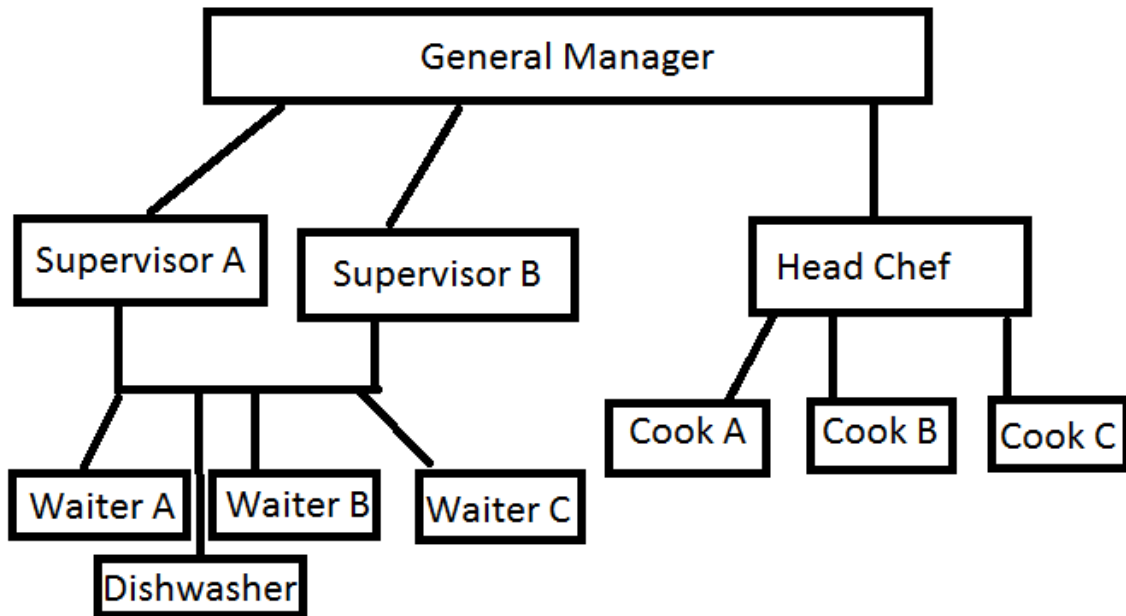 General Manager
Supervisor A
Supervisor B
Head Chef
Cook A
Cook B
Cook C
Waiter A
Waiter B
Waiter C
Dishwasher